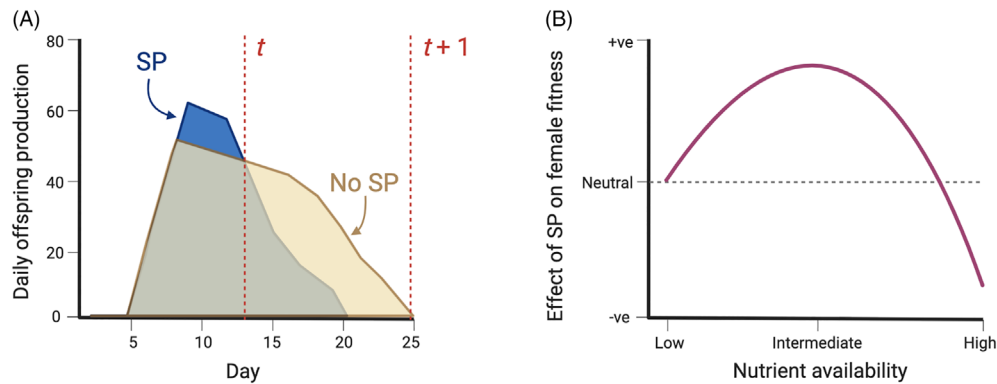 (A)
80
60
40
20
0
Daily offspring production
SP
t
t + 1
No SP
5
10
15
20
25
Day
(B)
+ve
Neutral
-ve
Effect of SP on female fitness
Low
Intermediate
High
Nutrient availability